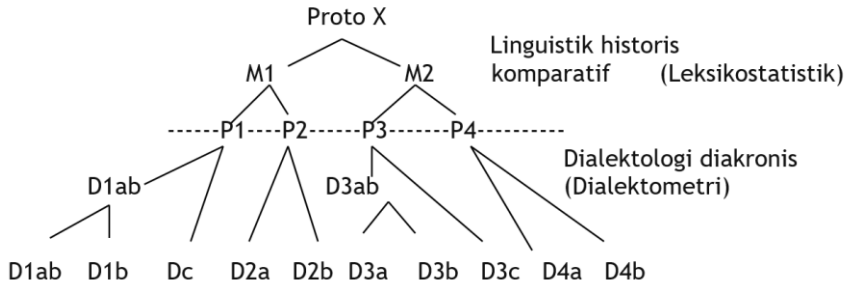 Proto X
Linguistik historis
M1 M2 komparatif (Leksikostatistik)
P1 P2 P3 P4
Dialektologi diakronis
D1ab D3ab (Dialektometri)
D1ab D1b Dc D2a D2b D3a D3b D3c D4a D4b